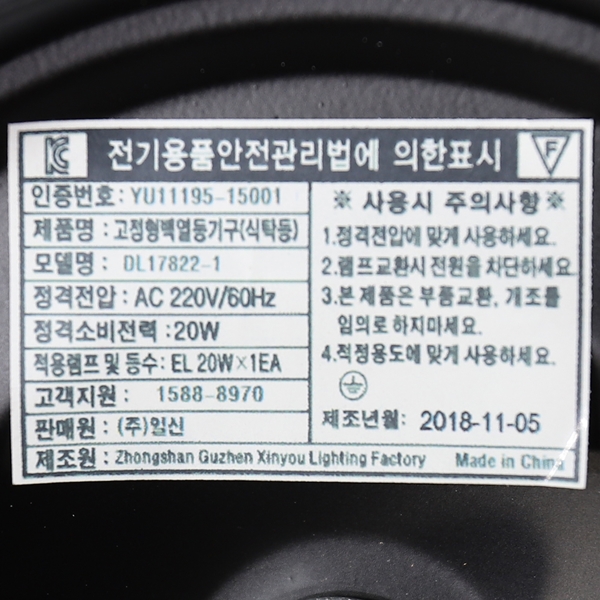 KC 전기용품안전관리법에 의한표시 F
인증번호: YU11195-15001
제품명 : 고정형백열등기구(식탁등)
모델명 : DL17822-1
정격전압 : AC 220V/60Hz
정격소비전력 : 20W
적용램프 및 등수: EL 20W×1EA
고객지원 : 1588-8970
판매원 : (주)일신
제조원 : Zhongshan Guzhen Xinyou Lighting Factory Made in China
※ 사용시 주의사항 ※
1.정격전압에 맞게 사용하세요.
2.램프교환시 전원을 차단하세요
3.본 제품은 부품교환, 개조를
임의로 하지마세요.
4.적정용도에 맞게 사용하세요.
제조년월: 2018-11-05